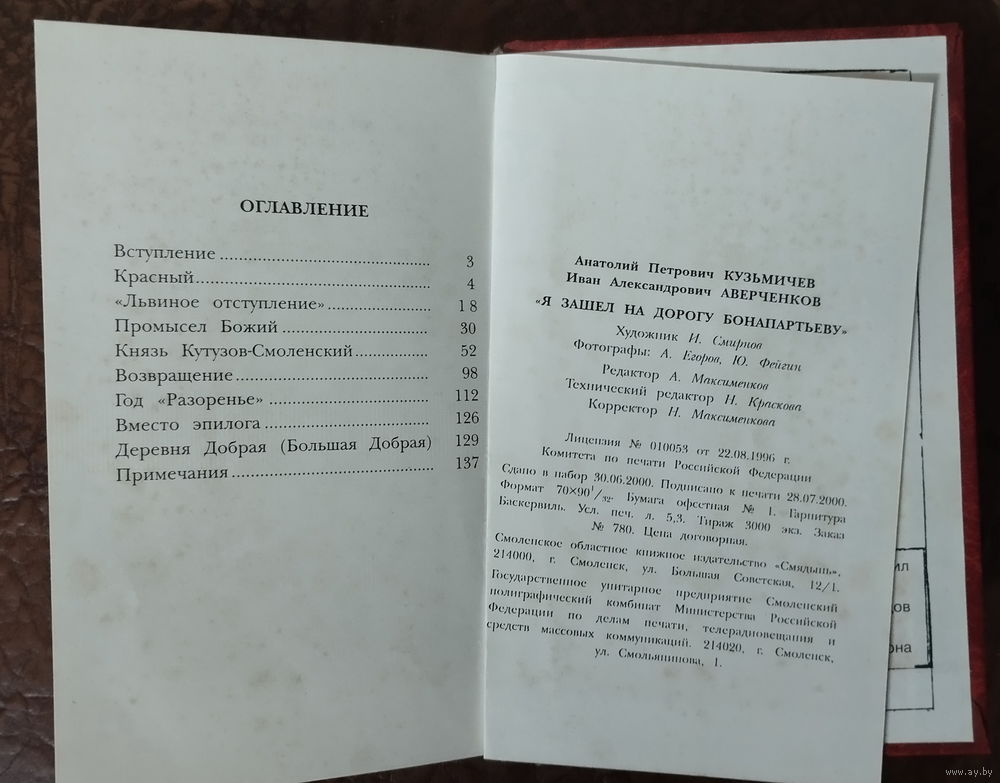 ОГЛАВЛЕНИЕ
Вступление 3
Красный 4
«Львиное отступление» 18
Промысел Божий 30
Князь Кутузов-Смоленский 52
Возвращение 98
Год «Разоренье» 112
Вместо эпилога 126
Деревня Добрая (Большая Добрая) 129
Примечания 137
Анатолий Петрович КУЗЬМИЧЕВ
Иван Александрович АВЕРЧЕНКОВ
«Я ЗАШЕЛ НА ДОРОГУ БОНАПАРТЬЕВУ»
Художник И. Смирнов
Фотографы: А. Егоров, Ю. Фейгин
Редактор А. Максименков
Технический редактор Н. Краскова
Корректор Н. Максименкова
Лицензия № 010053 от 22.08.1996 г.
Комитета по печати Российской Федерации
Сдано в набор 30.06.2000. Подписано к печати 28.07.2000.
Формат 70×90¹/₃₂. Бумага офсетная № 1. Гарнитура
Баскервиль. Усл. печ. л. 5,3. Тираж 3000 экз. Заказ
№ 780. Цена договорная.
Смоленское областное книжное издательство «Смядынь»,
214000, г. Смоленск, ул. Большая Советская, 12/1.
Государственное унитарное предприятие Смоленский
полиграфический комбинат Министерства Российской
Федерации по делам печати, телерадиовещания и
средств массовых коммуникаций. 214020, г. Смоленск,
ул. Смольянинова, 1.
ил
ов
она
www.ay.by